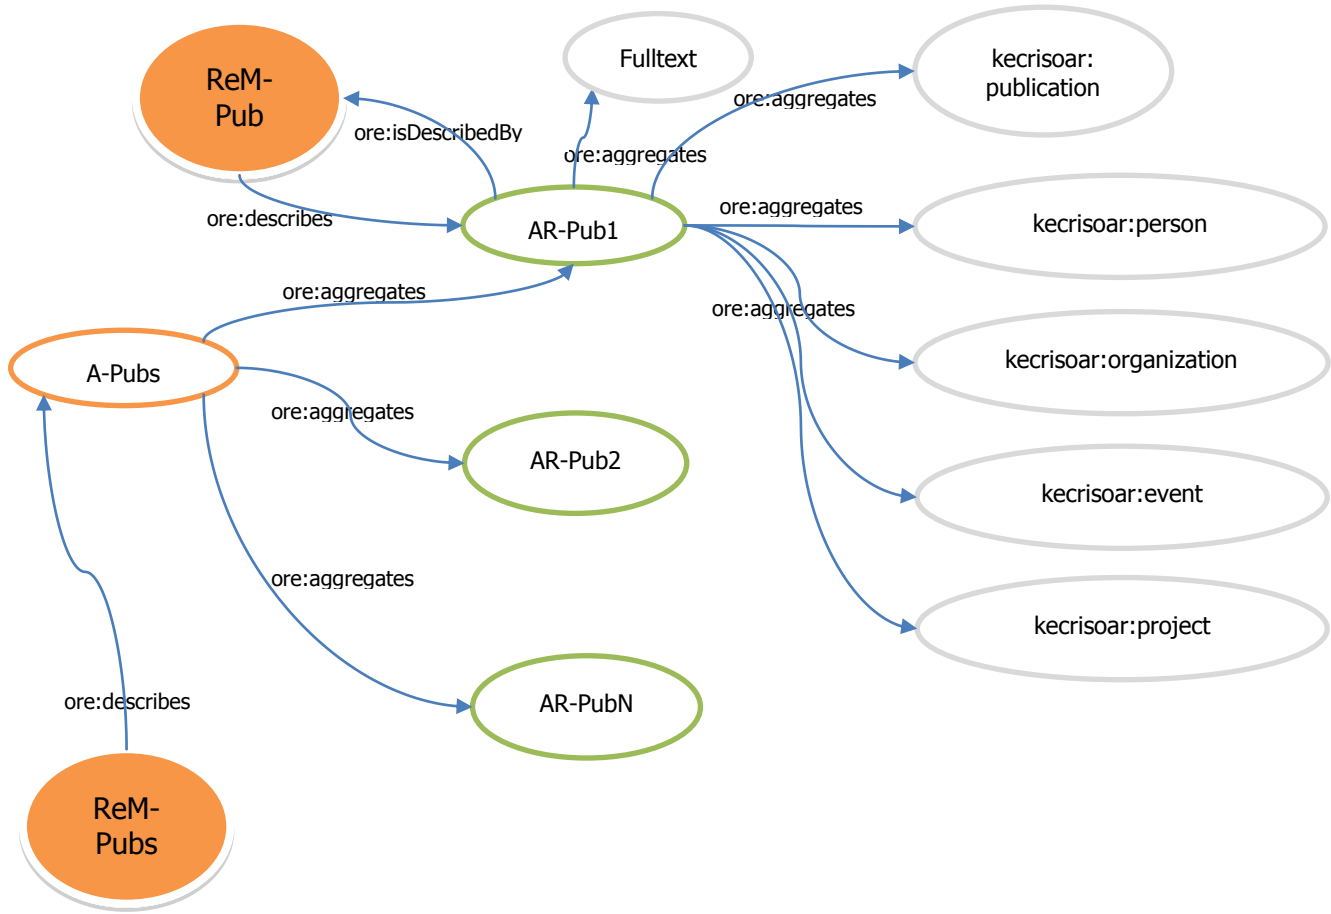 ReM-
Pub
Fulltext
kecrisoar:
publication
ore:aggregates
ore:isDescribedBy
ore:aggregates
ore:describes
AR-Pub1
ore:aggregates
kecrisoar:person
ore:aggregates
ore:aggregates
A-Pubs
kecrisoar:organization
ore:aggregates
AR-Pub2
kecrisoar:event
ore:aggregates
kecrisoar:project
ore:describes
AR-PubN
ReM-
Pubs